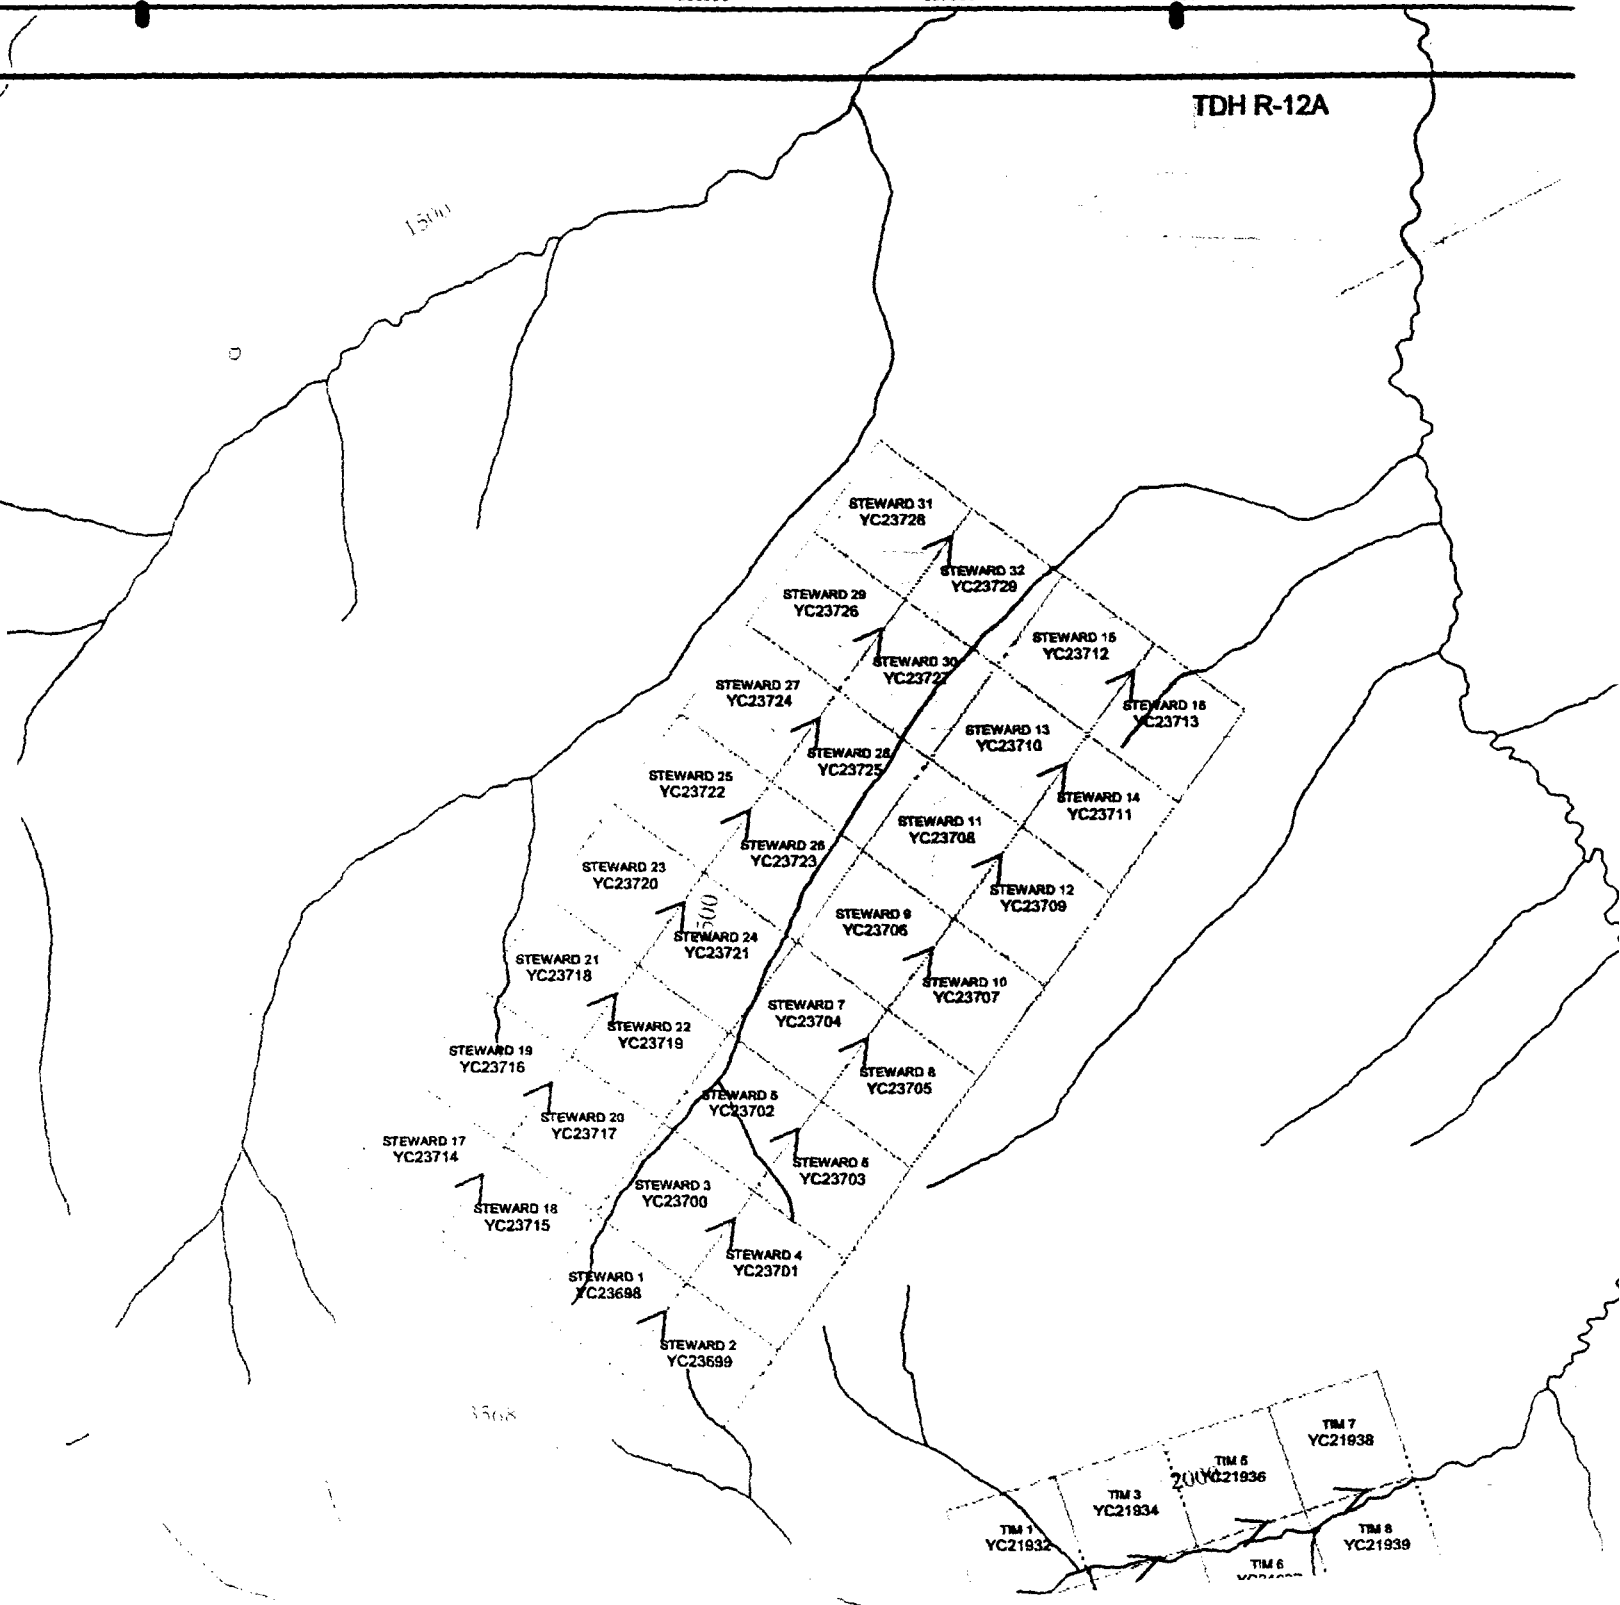 TDH R-12A
1500
STEWARD 31
YC23728
STEWARD 32
YC23729
STEWARD 29
YC23726
STEWARD 30
YC23727
STEWARD 15
YC23712
STEWARD 27
YC23724
STEWARD 16
YC23713
STEWARD 28
YC23725
STEWARD 13
YC23710
STEWARD 25
YC23722
STEWARD 14
YC23711
STEWARD 26
YC23723
STEWARD 11
YC23708
STEWARD 23
YC23720
STEWARD 12
YC23709
500
STEWARD 24
YC23721
STEWARD 9
YC23706
STEWARD 21
YC23718
STEWARD 10
YC23707
STEWARD 22
YC23719
STEWARD 7
YC23704
STEWARD 19
YC23716
STEWARD 8
YC23705
STEWARD 20
YC23717
STEWARD 5
YC23702
STEWARD 17
YC23714
STEWARD 6
YC23703
STEWARD 18
YC23715
STEWARD 3
YC23700
STEWARD 4
YC23701
STEWARD 1
YC23698
STEWARD 2
YC23699
TIM 7
YC21938
TIM 5
YC21936
2000
TIM 3
YC21934
TIM 1
YC21932
TIM 8
YC21939
TIM 6